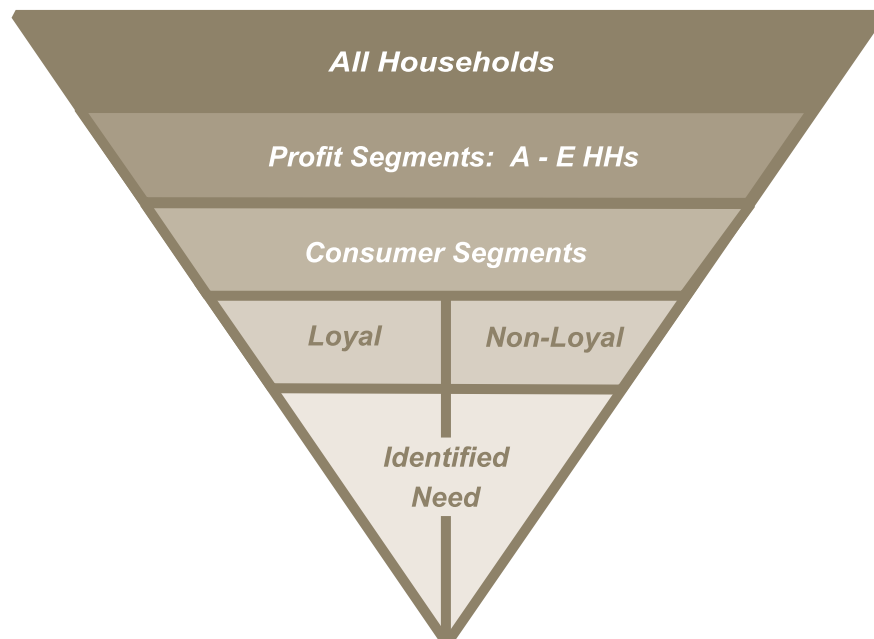 All Households
Profit Segments:  A - E HHs
Consumer Segments
Loyal
Non-Loyal
Identified
Need